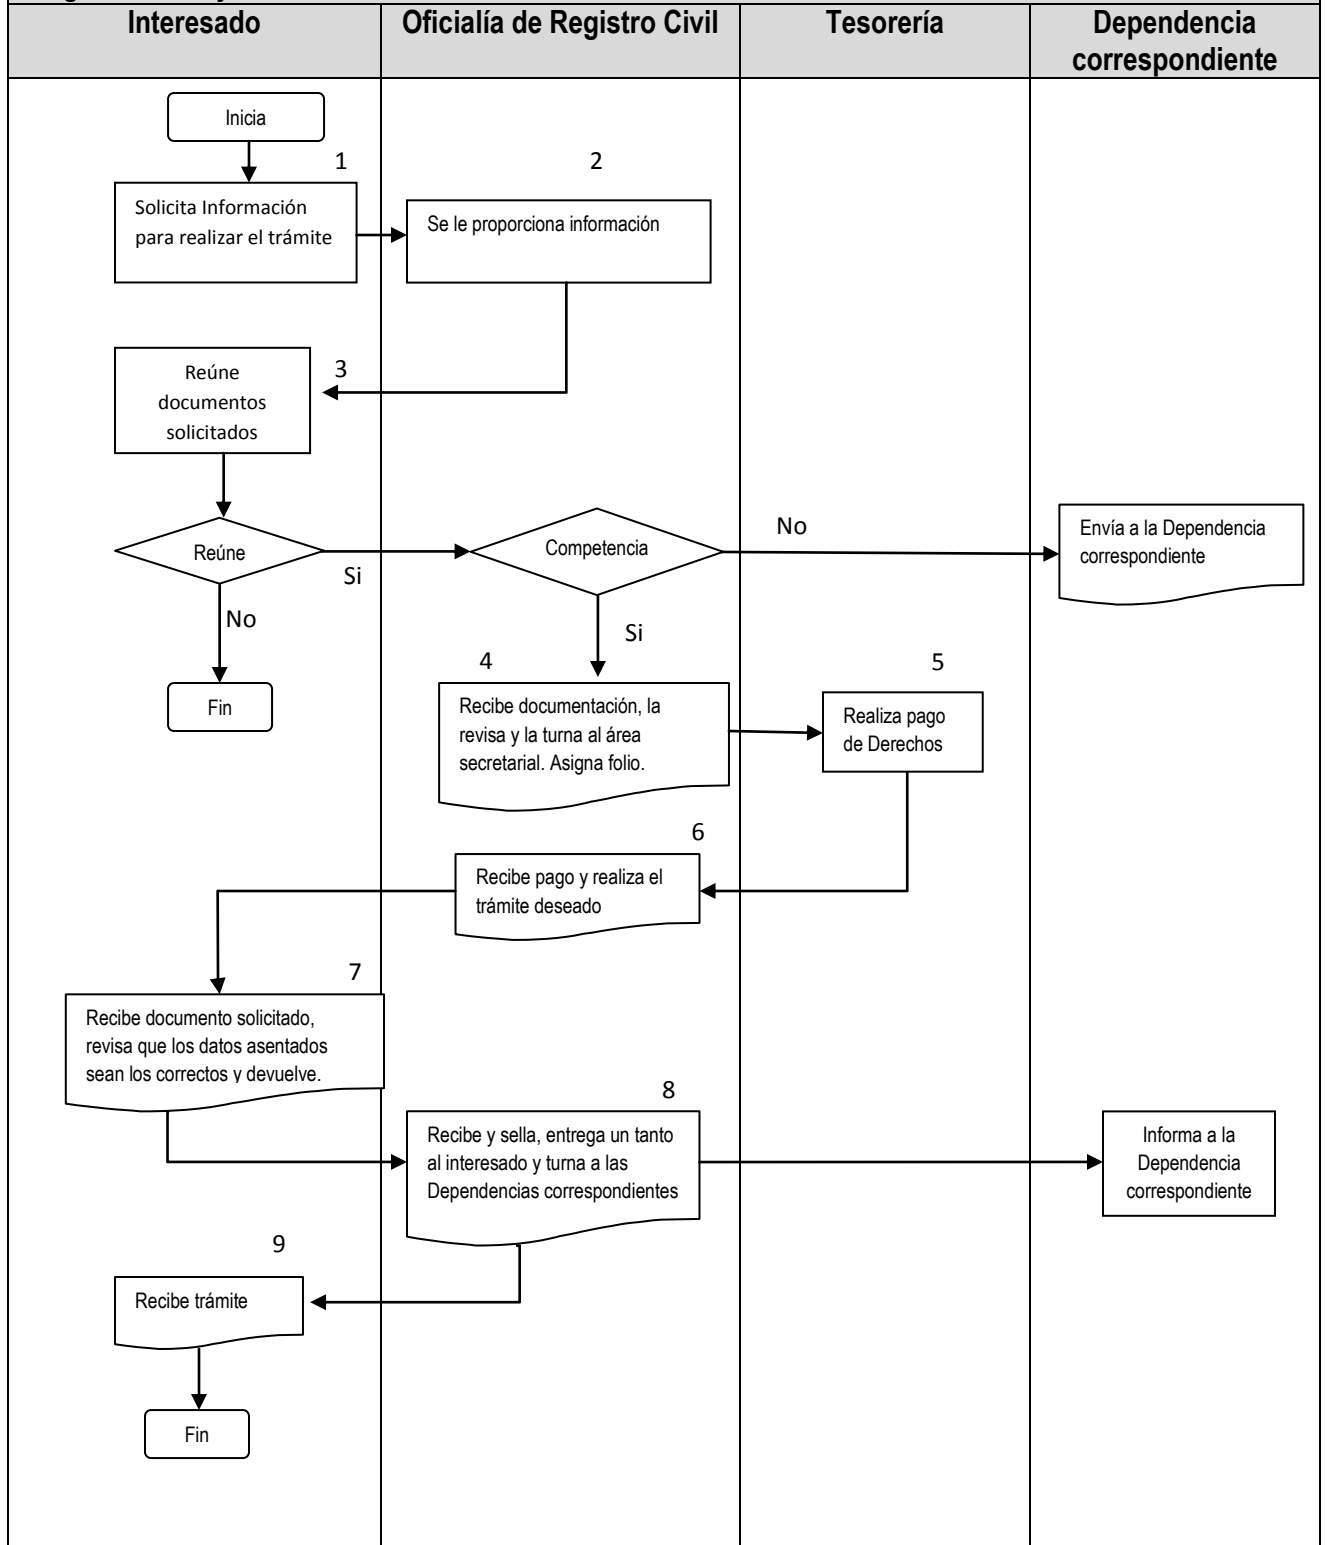 Interesado
Oficialía de Registro Civil
Tesorería
Dependencia
correspondiente
Inicia
1
Solicita Información
para realizar el trámite
2
Se le proporciona información
3
Reúne
documentos
solicitados
Reúne
Si
No
Fin
Competencia
No
Si
Envía a la Dependencia
correspondiente
4
Recibe documentación, la
revisa y la turna al área
secretarial. Asigna folio.
5
Realiza pago
de Derechos
6
Recibe pago y realiza el
trámite deseado
7
Recibe documento solicitado,
revisa que los datos asentados
sean los correctos y devuelve.
8
Recibe y sella, entrega un tanto
al interesado y turna a las
Dependencias correspondientes
Informa a la
Dependencia
correspondiente
9
Recibe trámite
Fin